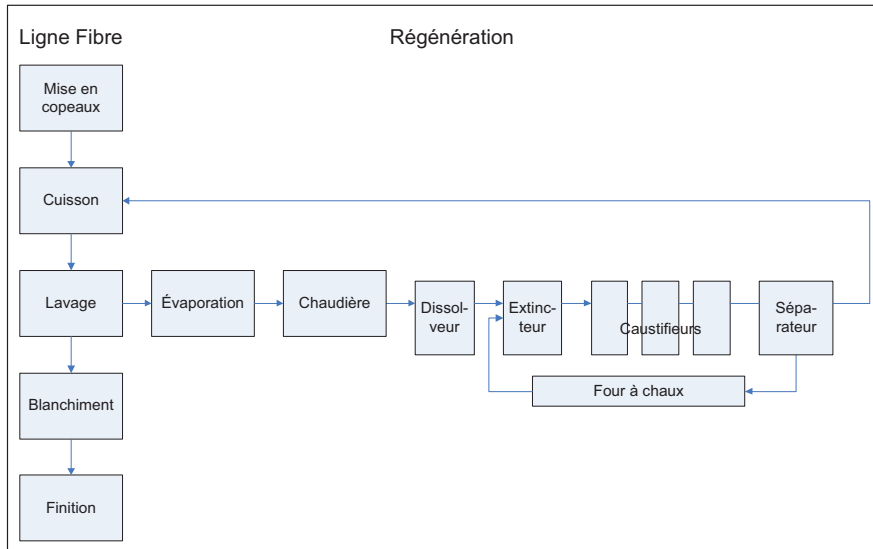 Ligne Fibre
Régénération
Mise en
copeaux
Cuisson
Lavage
Évaporation
Chaudière
Dissol-
veur
Extinc-
teur
Caustifieurs
Sépa-
rateur
Four à chaux
Blanchiment
Finition